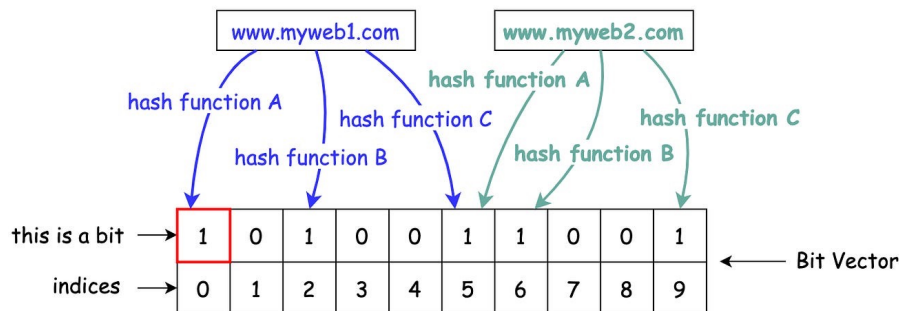 www.myweb1.com
www.myweb2.com
hash function A
hash function B
hash function C
hash function A
hash function B
hash function C
this is a bit
1 0 1 0 0 1 1 0 0 1
Bit Vector
indices
0 1 2 3 4 5 6 7 8 9